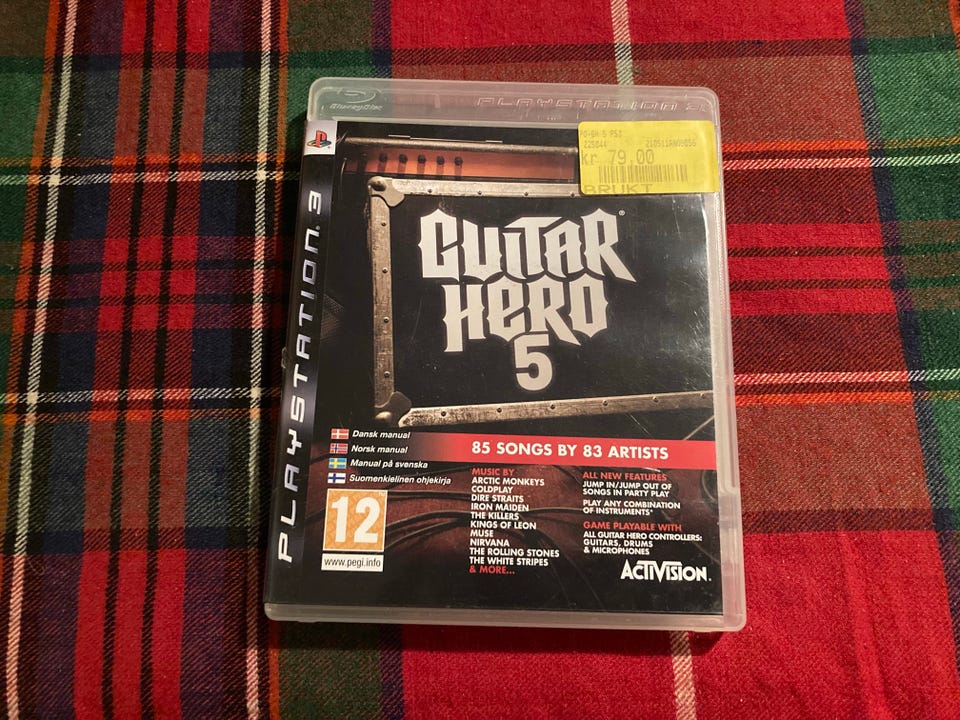 Blu-ray Disc
PLAYSTATION 3
225044
kr 79,00
BRUKT
PLAYSTATION 3
GUITAR
HERO®
5
Dansk manual
Norsk manual
Manual på svenska
Suomenkielinen ohjekirja
85 SONGS BY 83 ARTISTS
12
www.pegi.info
MUSIC BY
ARCTIC MONKEYS
COLDPLAY
DIRE STRAITS
IRON MAIDEN
THE KILLERS
KINGS OF LEON
MUSE
NIRVANA
THE ROLLING STONES
THE WHITE STRIPES
& MORE...
ALL NEW FEATURES
JUMP IN/JUMP OUT OF
SONGS IN PARTY PLAY
PLAY ANY COMBINATION
OF INSTRUMENTS*
GAME PLAYABLE WITH
ALL GUITAR HERO CONTROLLERS:
GUITARS, DRUMS
& MICROPHONES
ACTIVISION